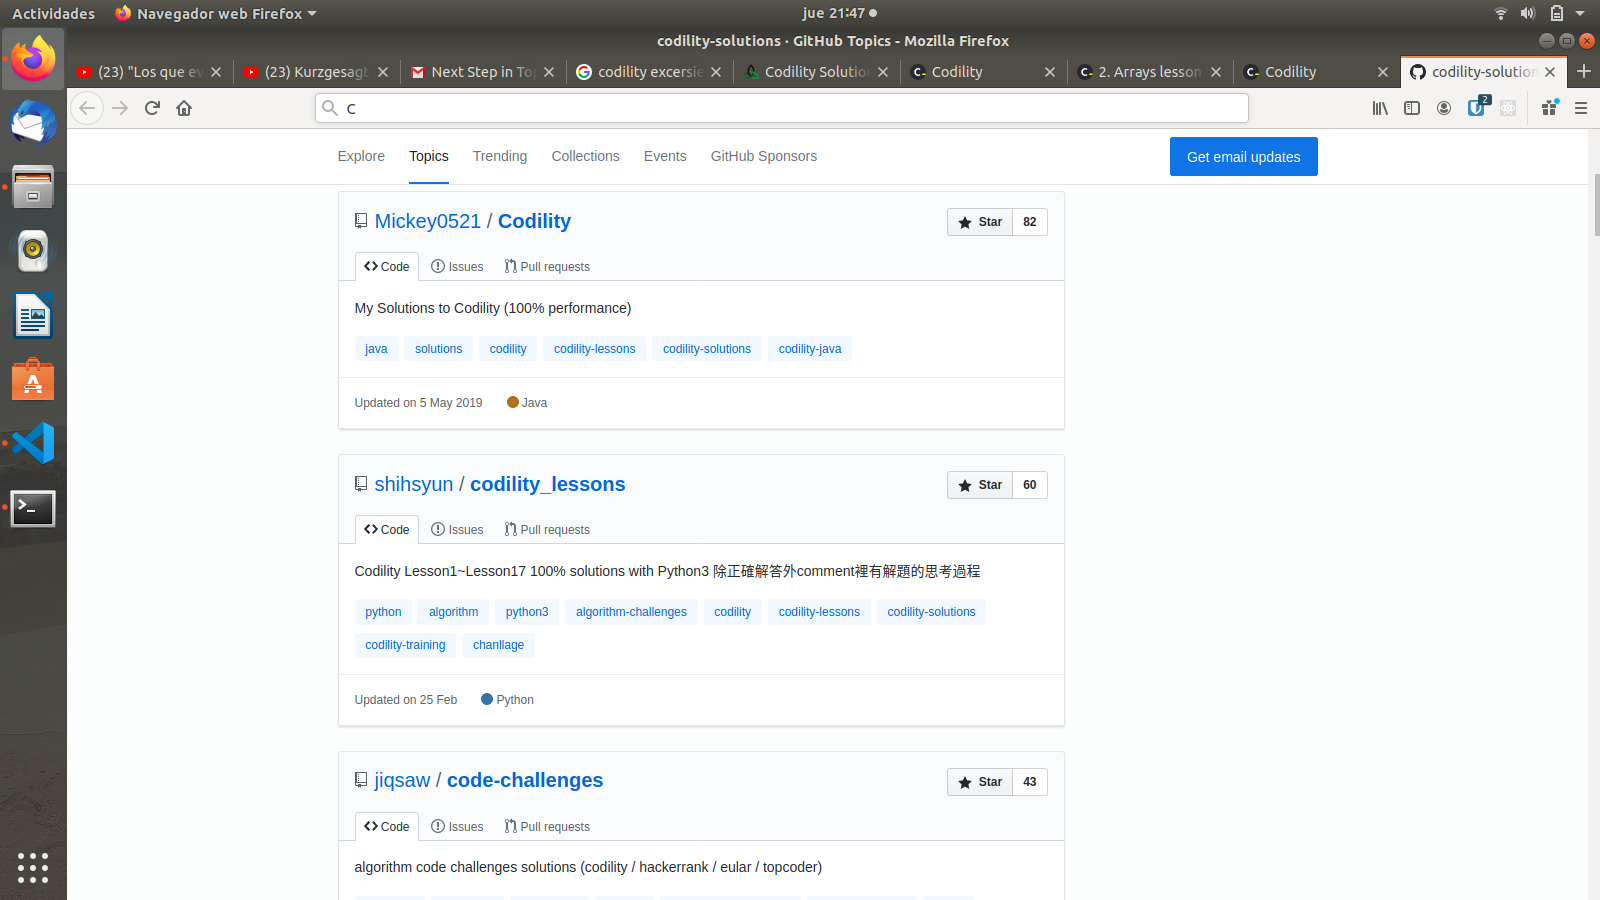 Actividades
Navegador web Firefox
jue 21:47
codility-solutions · GitHub Topics - Mozilla Firefox
(23) "Los que ev
(23) Kurzgesagt
Next Step in Top
codility excersie
Codility Solution
Codility
2. Arrays lesson
Codility
codility-solution
C
2
Explore
Topics
Trending
Collections
Events
GitHub Sponsors
Get email updates
Mickey0521 / Codility
Star 82
Code
Issues
Pull requests
My Solutions to Codility (100% performance)
java
solutions
codility
codility-lessons
codility-solutions
codility-java
Updated on 5 May 2019
Java
shihsyun / codility_lessons
Star 60
Code
Issues
Pull requests
Codility Lesson1~Lesson17 100% solutions with Python3 除正確解答外comment裡有解題的思考過程
python
algorithm
python3
algorithm-challenges
codility
codility-lessons
codility-solutions
codility-training
chanllage
Updated on 25 Feb
Python
jiqsaw / code-challenges
Star 43
Code
Issues
Pull requests
algorithm code challenges solutions (codility / hackerrank / eular / topcoder)